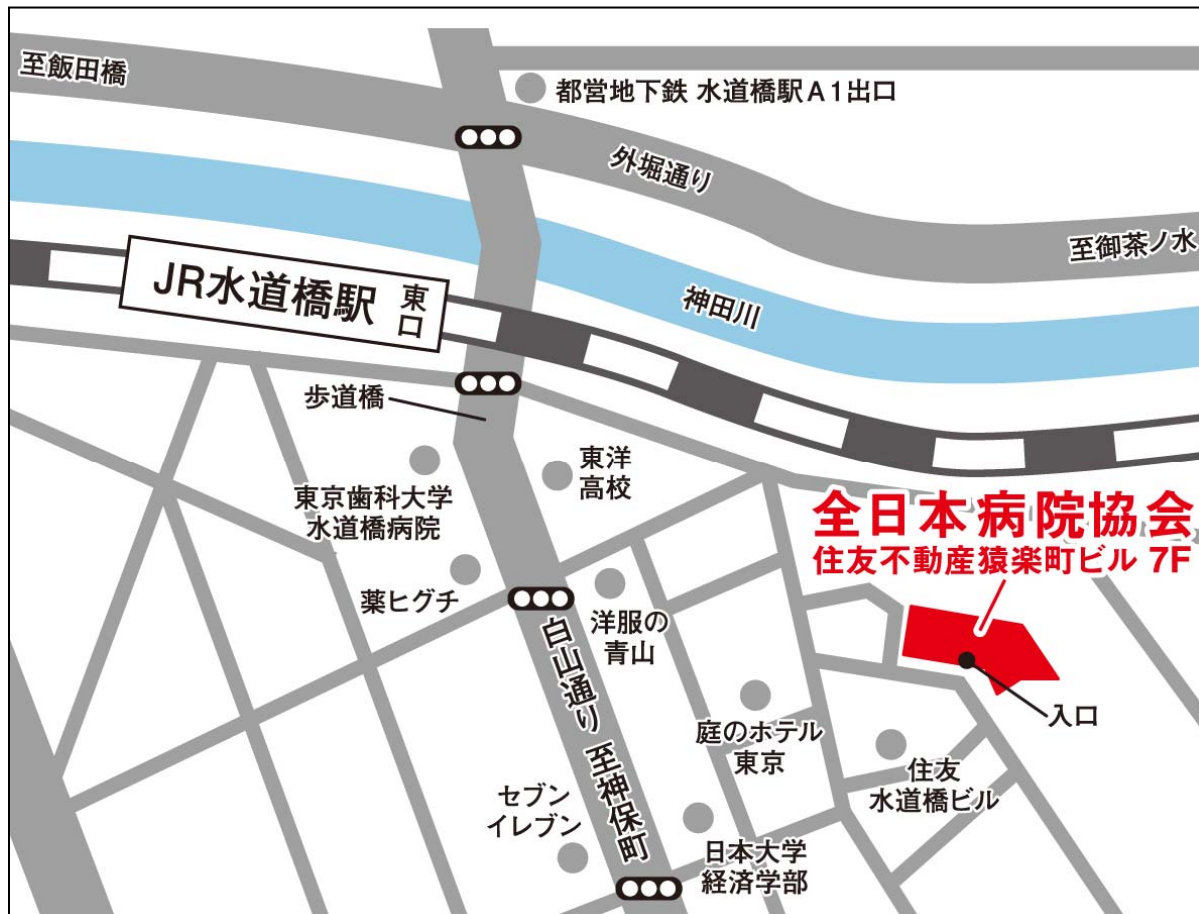 至飯田橋
都営地下鉄 水道橋駅A1出口
外堀通り
至御茶ノ水
神田川
JR水道橋駅 東口
歩道橋
東洋
高校
東京歯科大学
水道橋病院
全日本病院協会
住友不動産猿楽町ビル 7F
薬ヒグチ
洋服の
青山
白山通り 至神保町
入口
庭のホテル
東京
住友
水道橋ビル
セブン
イレブン
日本大学
経済学部